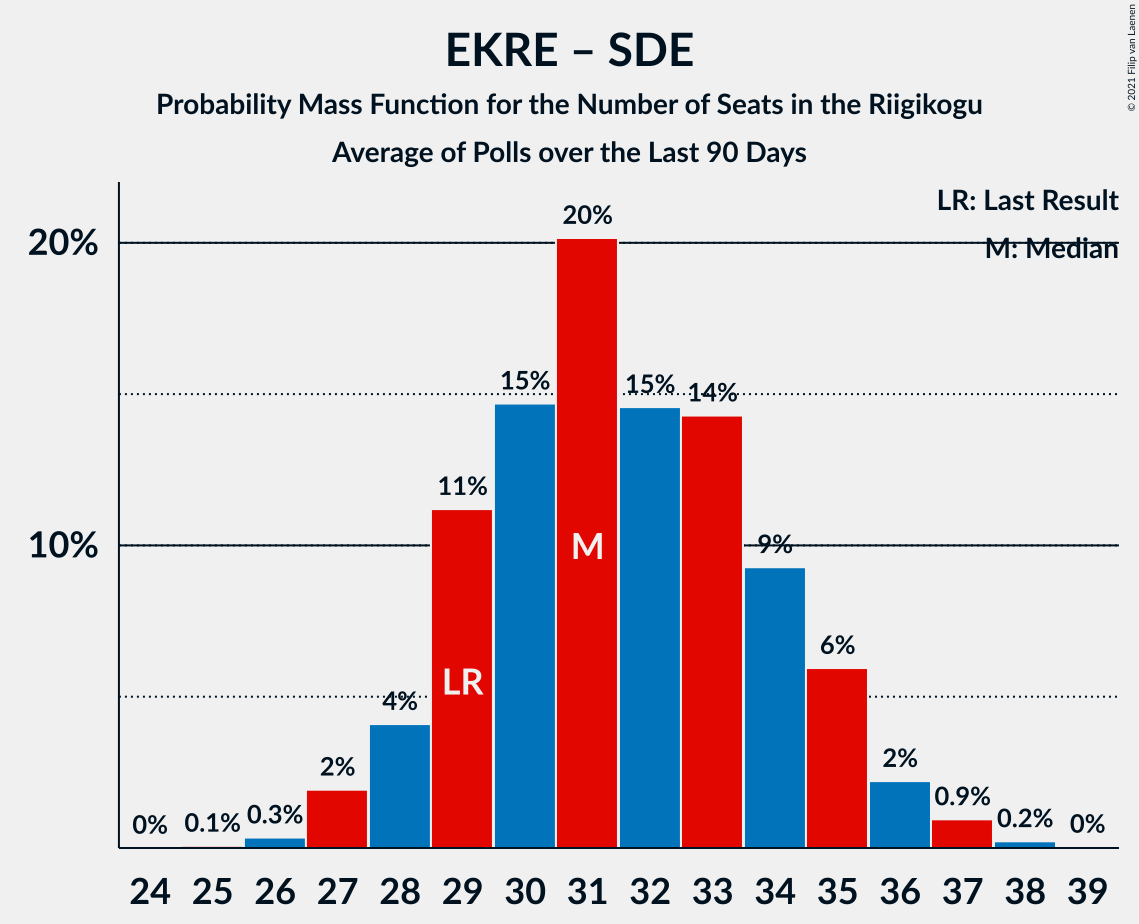 EKRE – SDE
Probability Mass Function for the Number of Seats in the Riigikogu
Average of Polls over the Last 90 Days
© 2021 Filip van Laenen
LR: Last Result
M: Median
20%
10%
0%
0.1%
0.3%
2%
4%
11%
15%
20%
15%
14%
9%
6%
2%
0.9%
0.2%
0%
LR
M
24 25 26 27 28 29 30 31 32 33 34 35 36 37 38 39